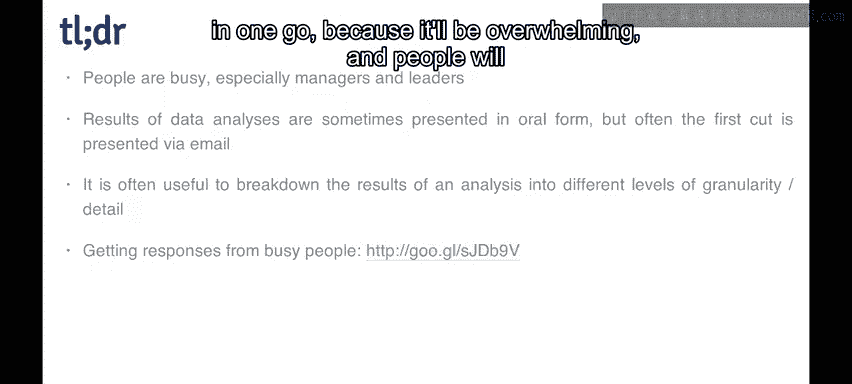 tl;dr
in one go, because it'll be overwhelming,
and people will
· People are busy, especially managers and leaders
· Results of data analyses are sometimes presented in oral form, but often the first cut is
presented via email
· It is often useful to breakdown the results of an analysis into different levels of granularity /
detail
· Getting responses from busy people: http://goo.gl/sJDb9V